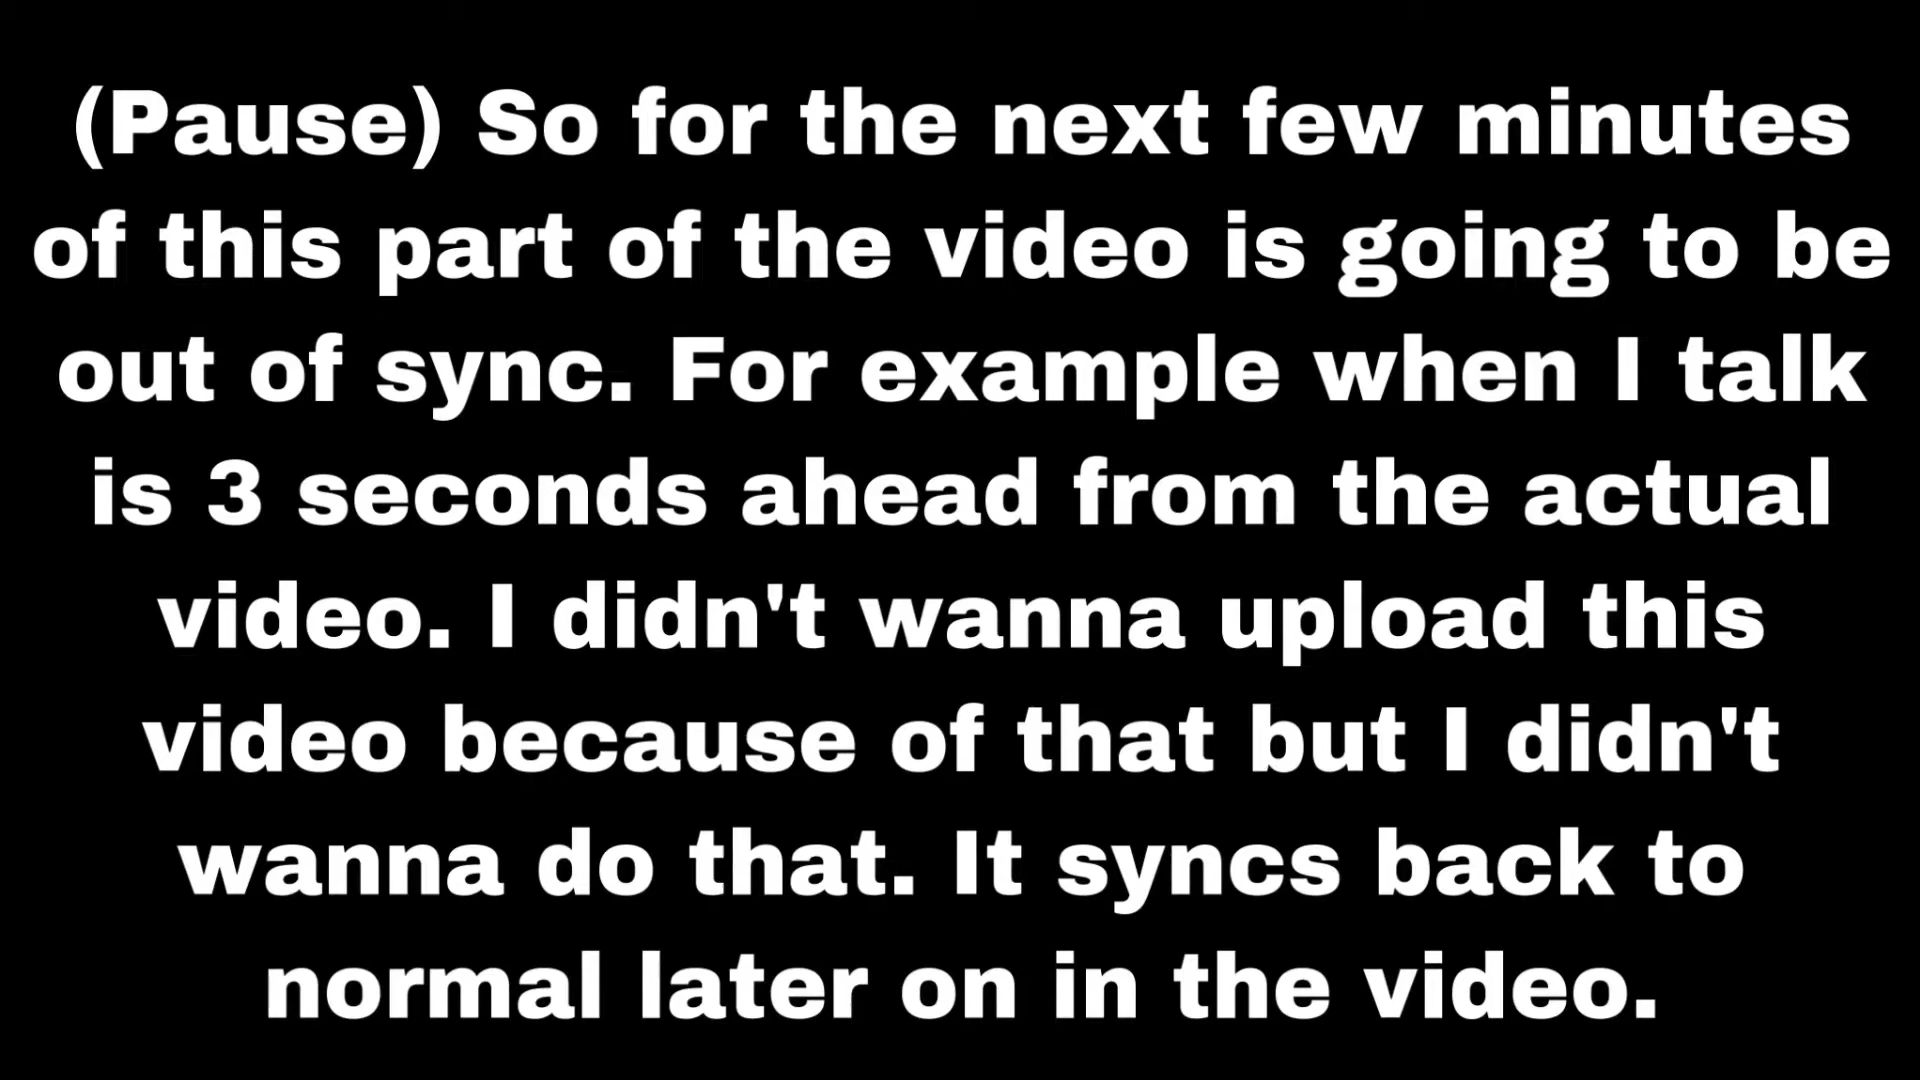 (Pause) So for the next few minutes
of this part of the video is going to be
out of sync. For example when I talk
is 3 seconds ahead from the actual
video. I didn't wanna upload this
video because of that but I didn't
wanna do that. It syncs back to
normal later on in the video.